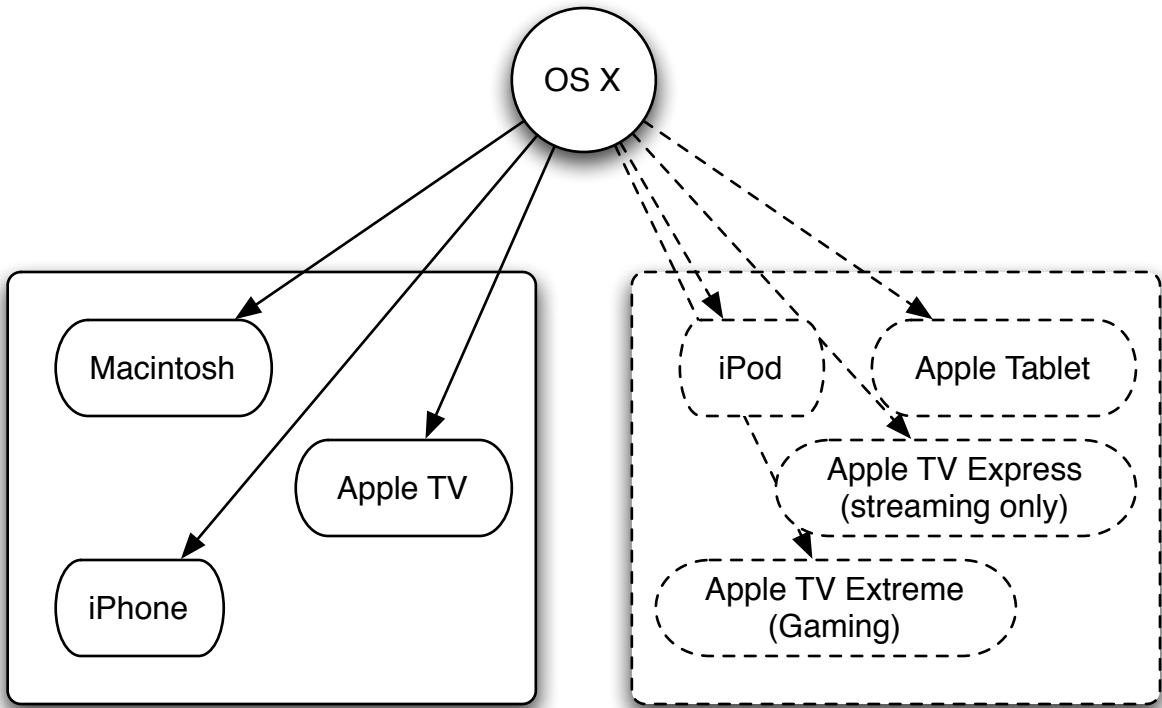 OS X
Macintosh
Apple TV
iPhone
iPod
Apple Tablet
Apple TV Express
(streaming only)
Apple TV Extreme
(Gaming)